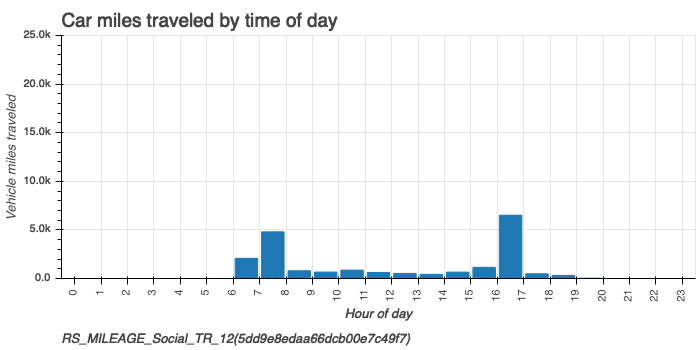 Car miles traveled by time of day
25.0k
20.0k
15.0k
10.0k
5.0k
0.0
Vehicle miles traveled
0 1 2 3 4 5 6 7 8 9 10 11 12 13 14 15 16 17 18 19 20 21 22 23
Hour of day
RS_MILEAGE_Social_TR_12(5dd9e8edaa66dcb00e7c49f7)